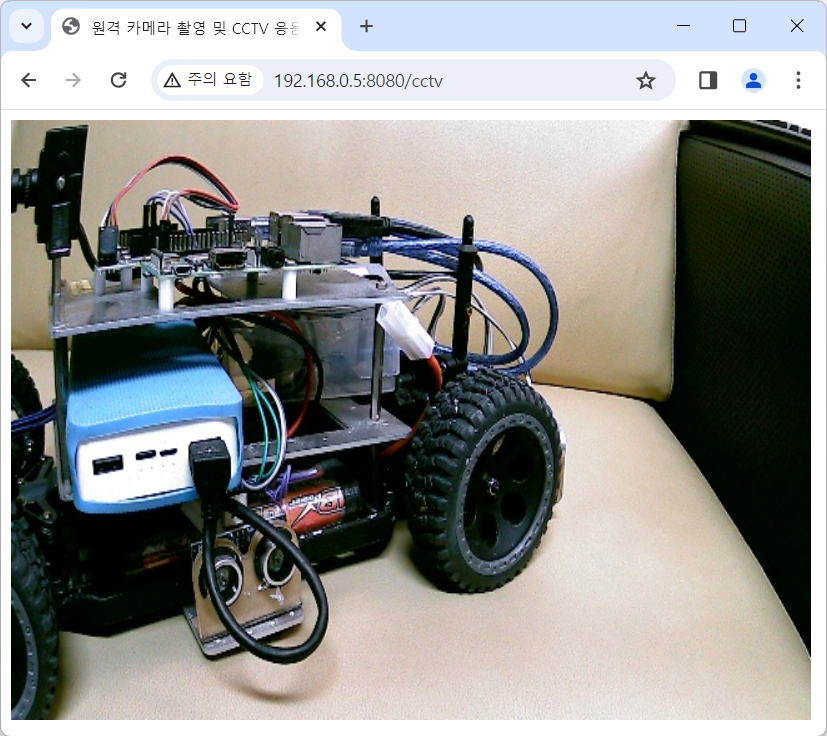 원격 카메라 촬영 및 CCTV 응용
주의 요함
192.168.0.5:8080/cctv